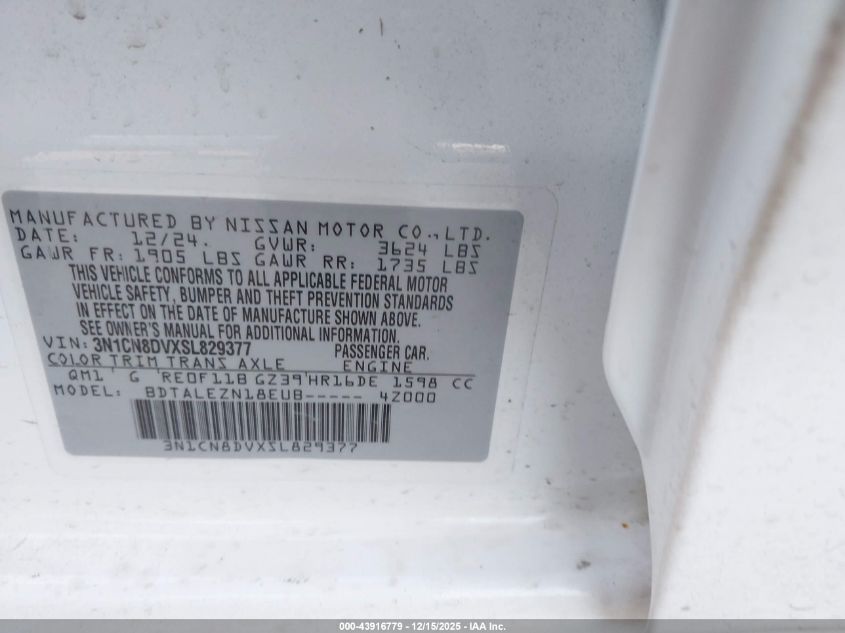 MANUFACTURED BY NISSAN MOTOR CO., LTD.
DATE: 12/24. GVWR: 3624 LBS
GAWR FR: 1905 LBS GAWR RR: 1735 LBS
THIS VEHICLE CONFORMS TO ALL APPLICABLE FEDERAL MOTOR
VEHICLE SAFETY, BUMPER AND THEFT PREVENTION STANDARDS
IN EFFECT ON THE DATE OF MANUFACTURE SHOWN ABOVE.
SEE OWNER'S MANUAL FOR ADDITIONAL INFORMATION.
VIN: 3N1CN8DVXSL829377 PASSENGER CAR.
COLOR TRIM TRANS AXLE ENGINE
QM1 G RE0F11B GZ39 HR16DE 1598 CC
MODEL: BDTALEZN18EUB----- 4Z000
3N1CN8DVXSL829377
000-43916779 - 12/15/2025 - IAA Inc.